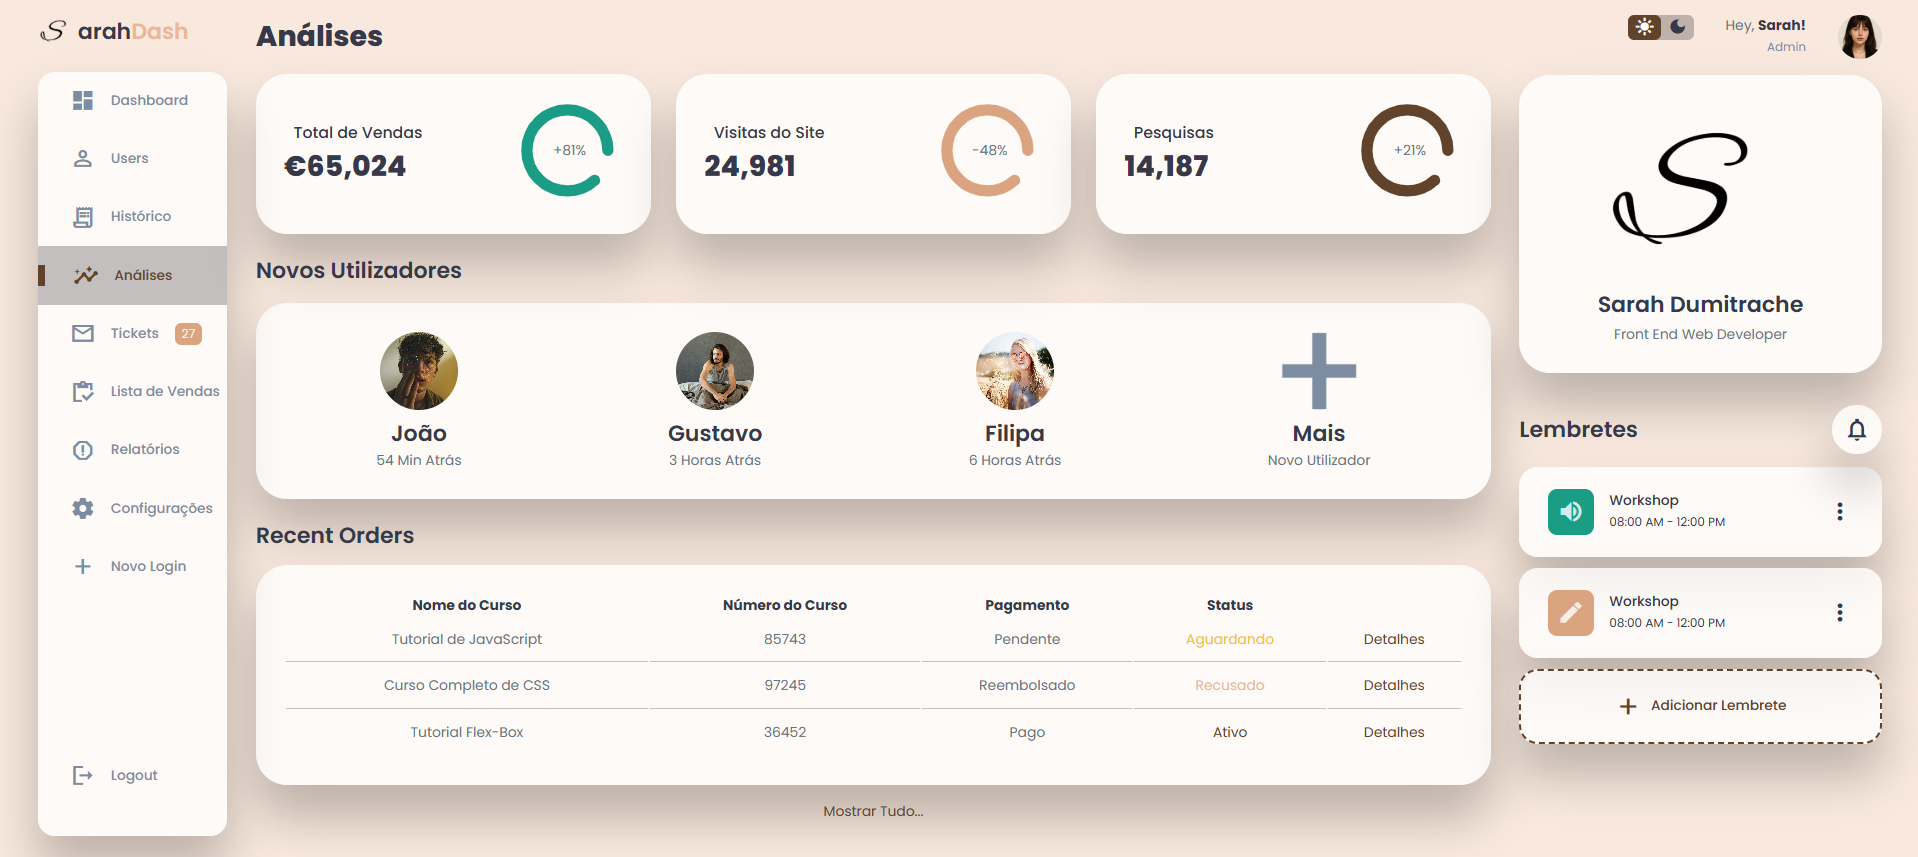 SarahDash
Dashboard
Users
Histórico
Análises
Tickets 27
Lista de Vendas
Relatórios
Configurações
Novo Login
Logout
Análises
Total de Vendas
€65,024
+81%
Visitas do Site
24,981
-48%
Pesquisas
14,187
+21%
Novos Utilizadores
João
54 Min Atrás
Gustavo
3 Horas Atrás
Filipa
6 Horas Atrás
Mais
Novo Utilizador
Recent Orders
Nome do Curso Número do Curso Pagamento Status
Tutorial de JavaScript 85743 Pendente Aguardando Detalhes
Curso Completo de CSS 97245 Reembolsado Recusado Detalhes
Tutorial Flex-Box 36452 Pago Ativo Detalhes
Mostrar Tudo...
Hey, Sarah!
Admin
S
Sarah Dumitrache
Front End Web Developer
Lembretes
Workshop
08:00 AM - 12:00 PM
Workshop
08:00 AM - 12:00 PM
Adicionar Lembrete